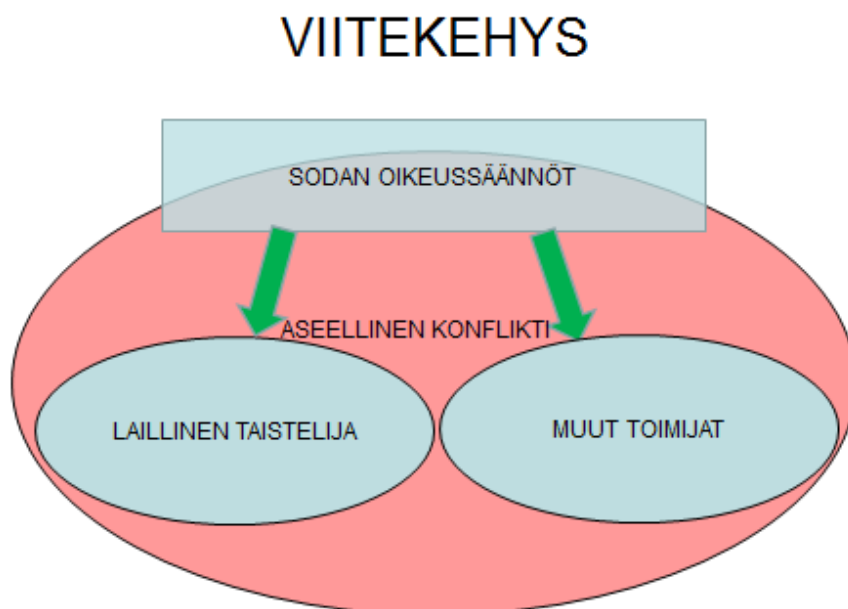 VIITEKEHYS
SODAN OIKEUSSÄÄNNÖT
ASEELLINEN KONFLIKTI
LAILLINEN TAISTELIJA
MUUT TOIMIJAT